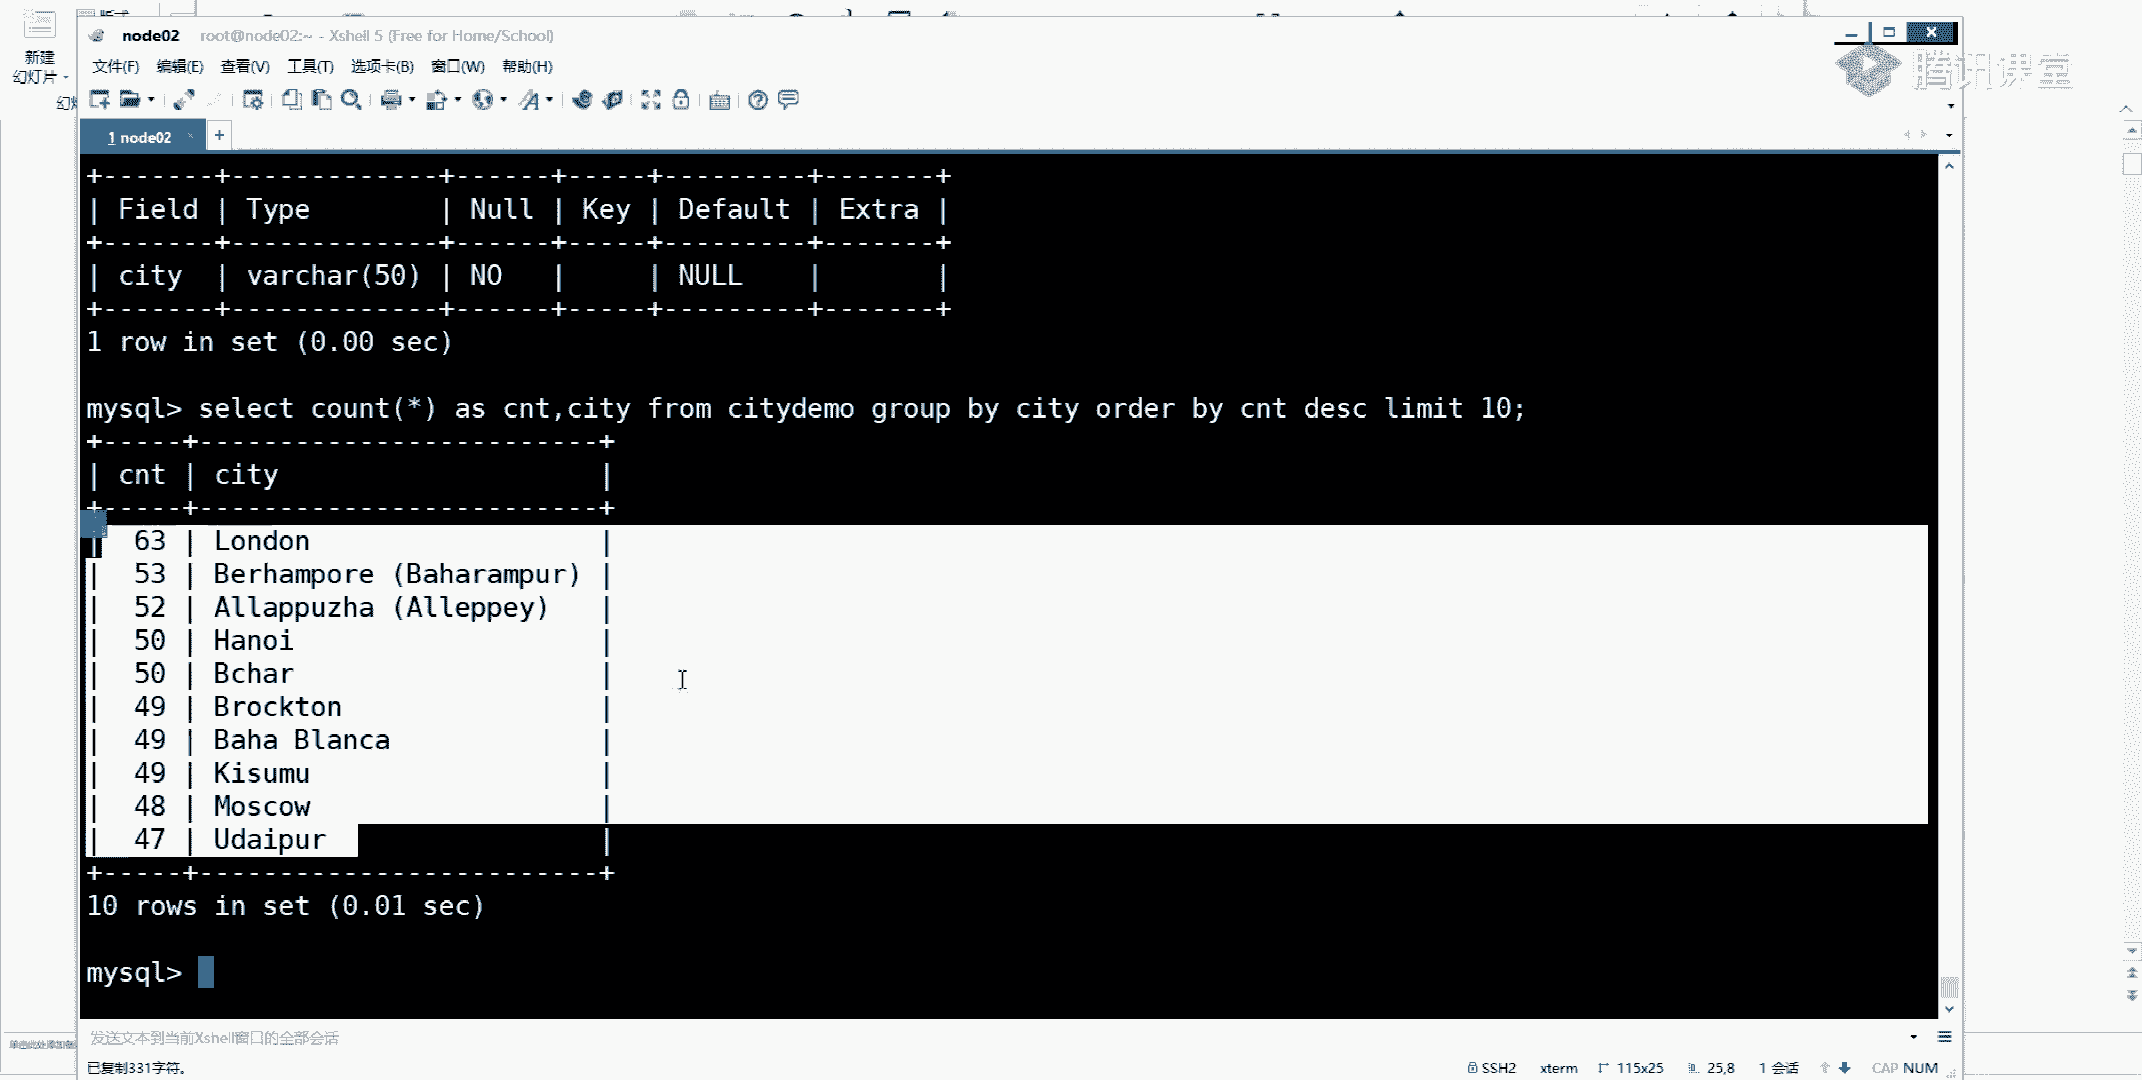 新建
幻灯片
node02 root@node02:~ - Xshell 5 (Free for Home/School)
文件(F) 编辑(E) 查看(V) 工具(T) 选项卡(B) 窗口(W) 帮助(H)
腾讯课堂
1 node02 +
+-------+-------------+------+-----+---------+-------+
| Field | Type        | Null | Key | Default | Extra |
+-------+-------------+------+-----+---------+-------+
| city  | varchar(50) | NO   |     | NULL    |       |
+-------+-------------+------+-----+---------+-------+
1 row in set (0.00 sec)
mysql> select count(*) as cnt,city from citydemo group by city order by cnt desc limit 10;
+-----+-------------------------+
| cnt | city                    |
+-----+-------------------------+
|  63 | London                  |
|  53 | Berhampore (Baharampur) |
|  52 | Allappuzha (Alleppey)   |
|  50 | Hanoi                   |
|  50 | Bchar                   |
|  49 | Brockton                |
|  49 | Baha Blanca             |
|  49 | Kisumu                  |
|  48 | Moscow                  |
|  47 | Udaipur                 |
+-----+-------------------------+
10 rows in set (0.01 sec)
mysql>
发送文本到当前Xshell窗口的全部会话
已复制331字符。 SSH2 xterm 115x25 25,8 1 会话 CAP NUM